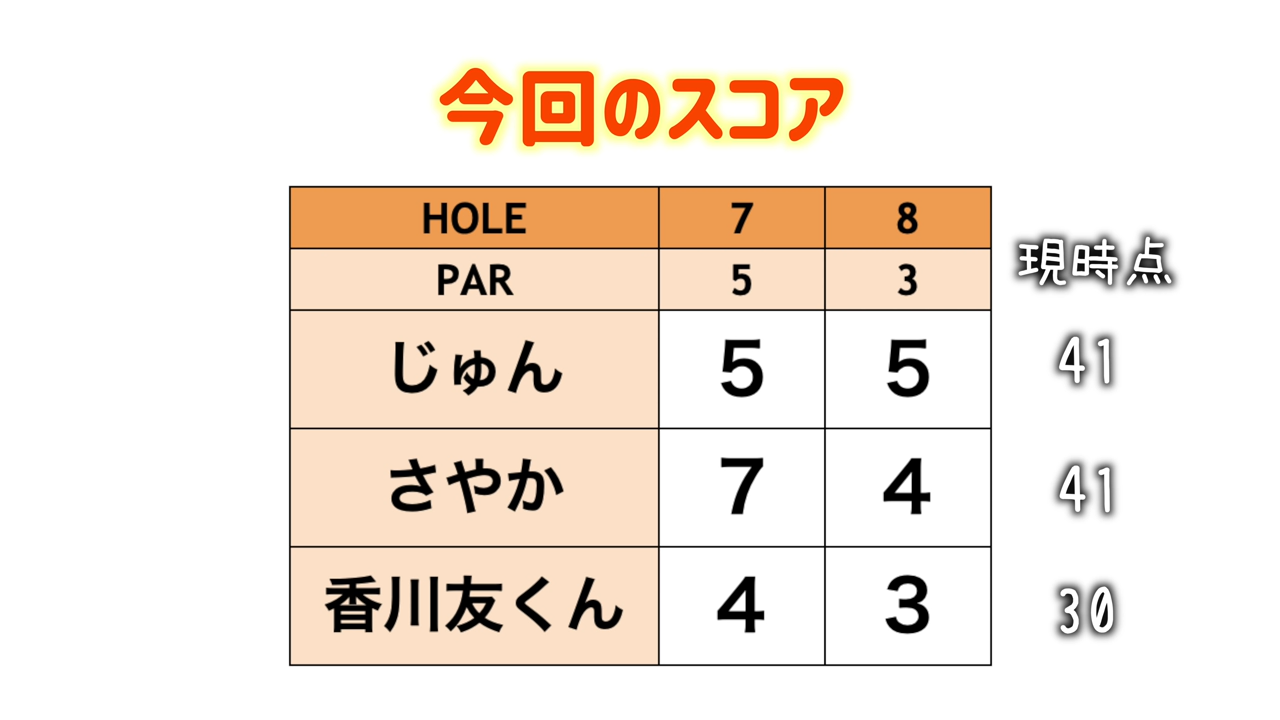 今回のスコア
HOLE 7 8
PAR 5 3 現時点
じゅん 5 5 41
さやか 7 4 41
香川友くん 4 3 30